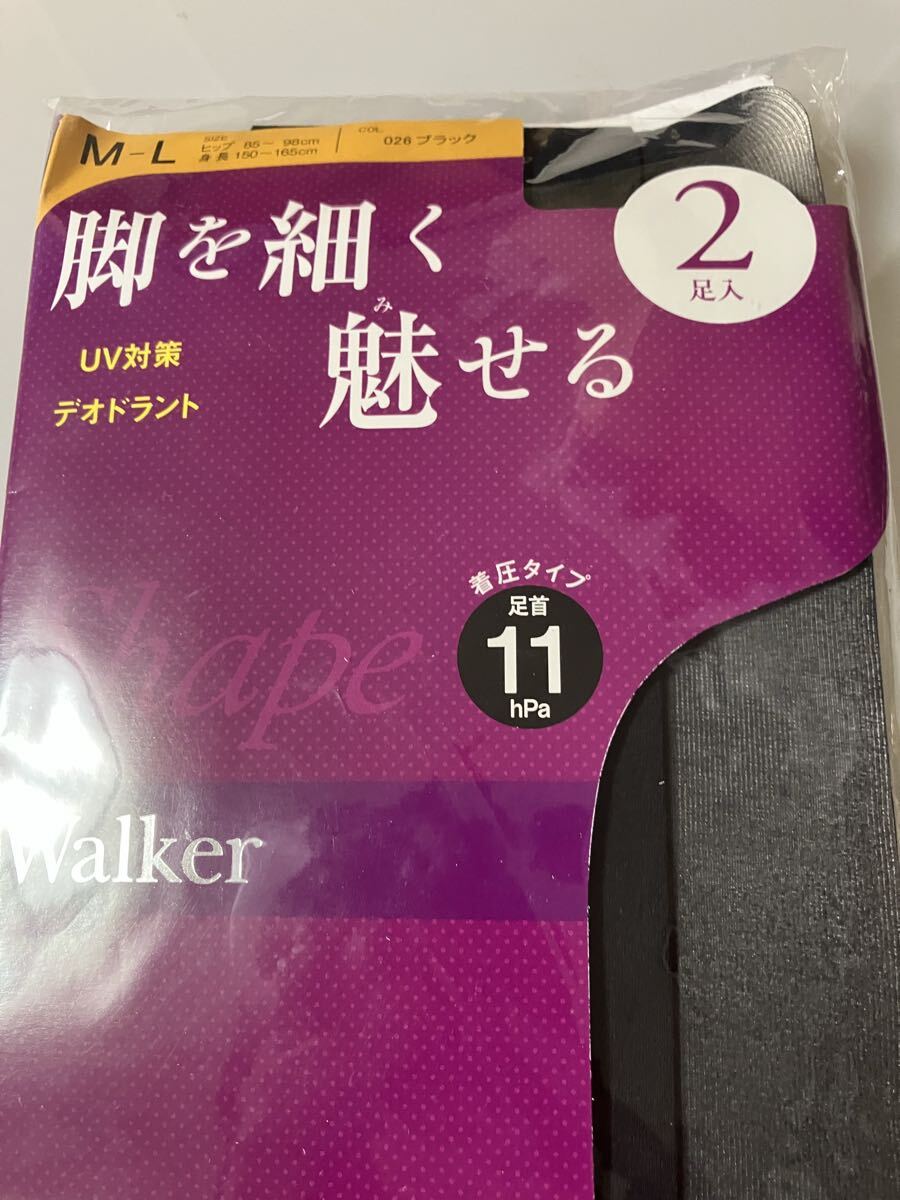 M-L
SIZE
ヒップ 85～98cm
身長 150～165cm
COL.
026 ブラック
2
足入
脚を細く
み
魅せる
UV対策
デオドラント
着圧タイプ
足首
11
hPa
Shape
Walker